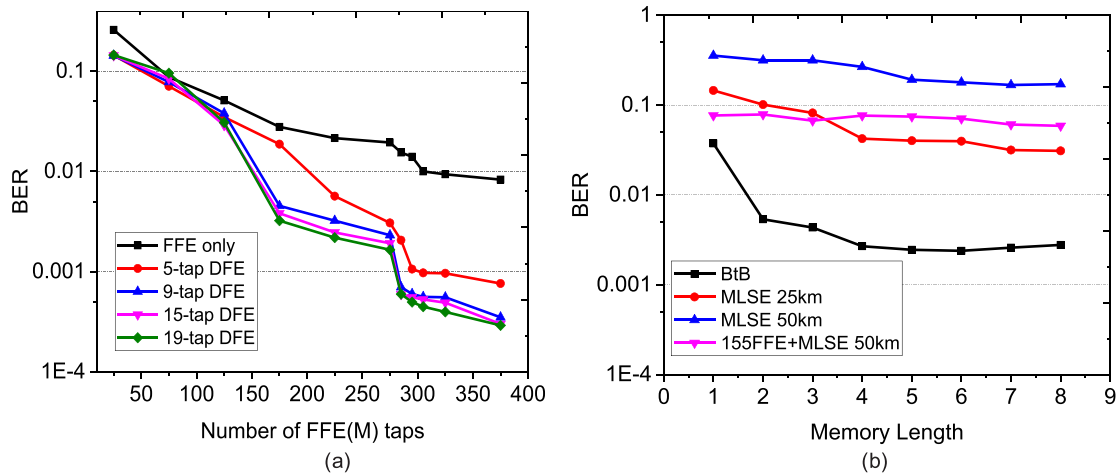 (a)
BER
0.1
0.01
0.001
1E-4
FFE only
5-tap DFE
9-tap DFE
15-tap DFE
19-tap DFE
50 100 150 200 250 300 350 400
Number of FFE(M) taps
(a)
(b)
BER
1
0.1
0.01
0.001
1E-4
BtB
MLSE 25km
MLSE 50km
155FFE+MLSE 50km
0 1 2 3 4 5 6 7 8 9
Memory Length
(b)